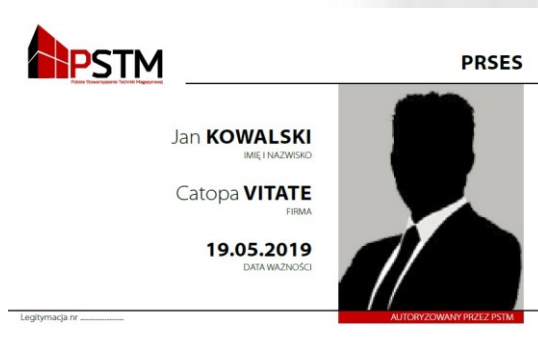 PSTM
Polskie Stowarzyszenie Techniki Magazynowej
PRSES
Jan KOWALSKI
IMIĘ I NAZWISKO
Catopa VITATE
FIRMA
19.05.2019
DATA WAŻNOŚCI
Legitymacja nr ......................
AUTORYZOWANY PRZEZ PSTM